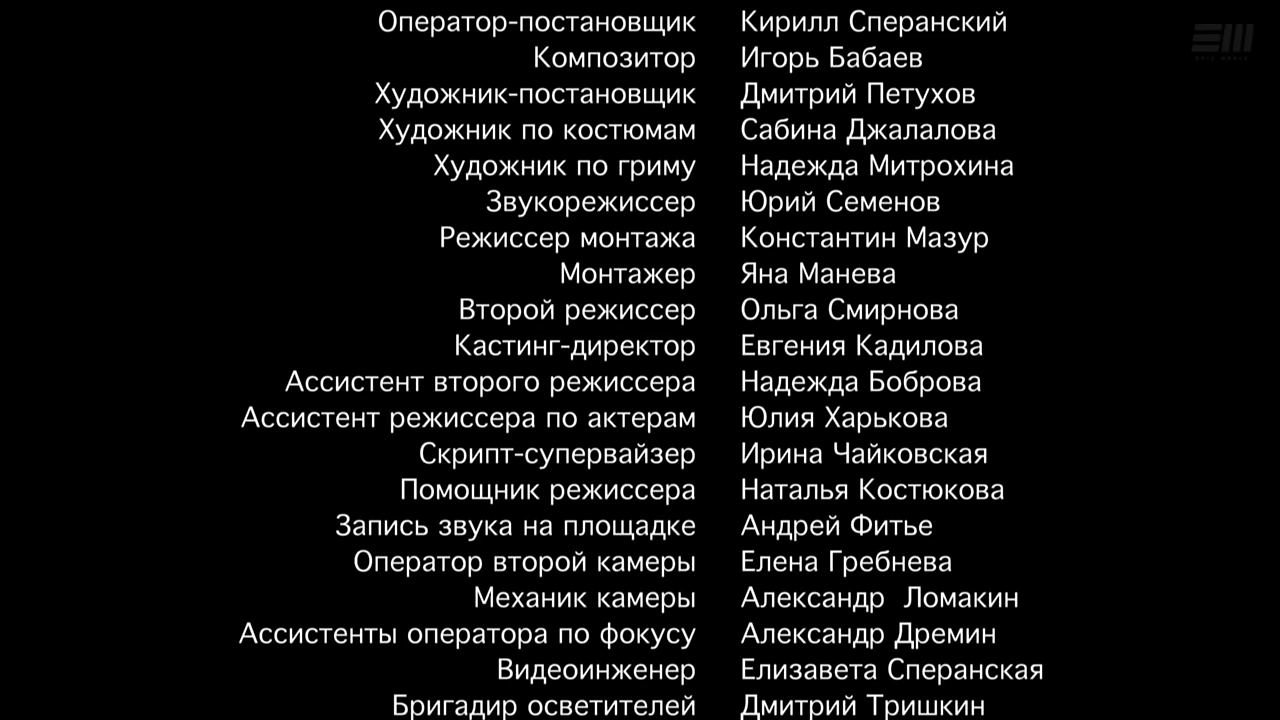 Оператор-постановщик Кирилл Сперанский
Композитор Игорь Бабаев
Художник-постановщик Дмитрий Петухов
Художник по костюмам Сабина Джалалова
Художник по гриму Надежда Митрохина
Звукорежиссер Юрий Семенов
Режиссер монтажа Константин Мазур
Монтажер Яна Манева
Второй режиссер Ольга Смирнова
Кастинг-директор Евгения Кадилова
Ассистент второго режиссера Надежда Боброва
Ассистент режиссера по актерам Юлия Харькова
Скрипт-супервайзер Ирина Чайковская
Помощник режиссера Наталья Костюкова
Запись звука на площадке Андрей Фитье
Оператор второй камеры Елена Гребнева
Механик камеры Александр  Ломакин
Ассистенты оператора по фокусу Александр Дремин
Видеоинженер Елизавета Сперанская
Бригадир осветителей Дмитрий Тришкин